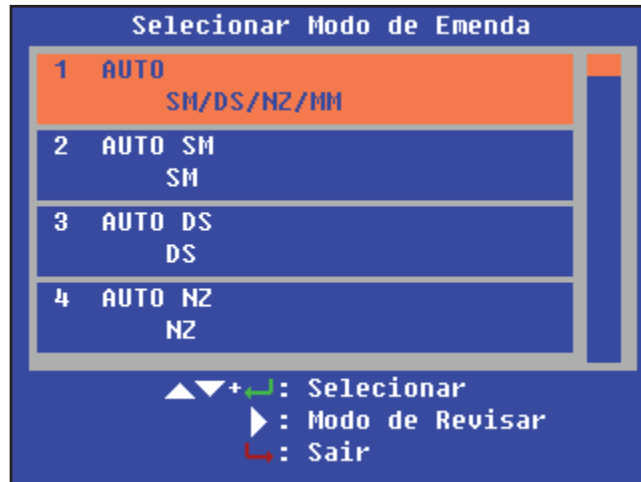 Selecionar Modo de Emenda
1 AUTO
SM/DS/NZ/MM
2 AUTO SM
SM
3 AUTO DS
DS
4 AUTO NZ
NZ
▲▼+↵: Selecionar
▶: Modo de Revisar
↳: Sair